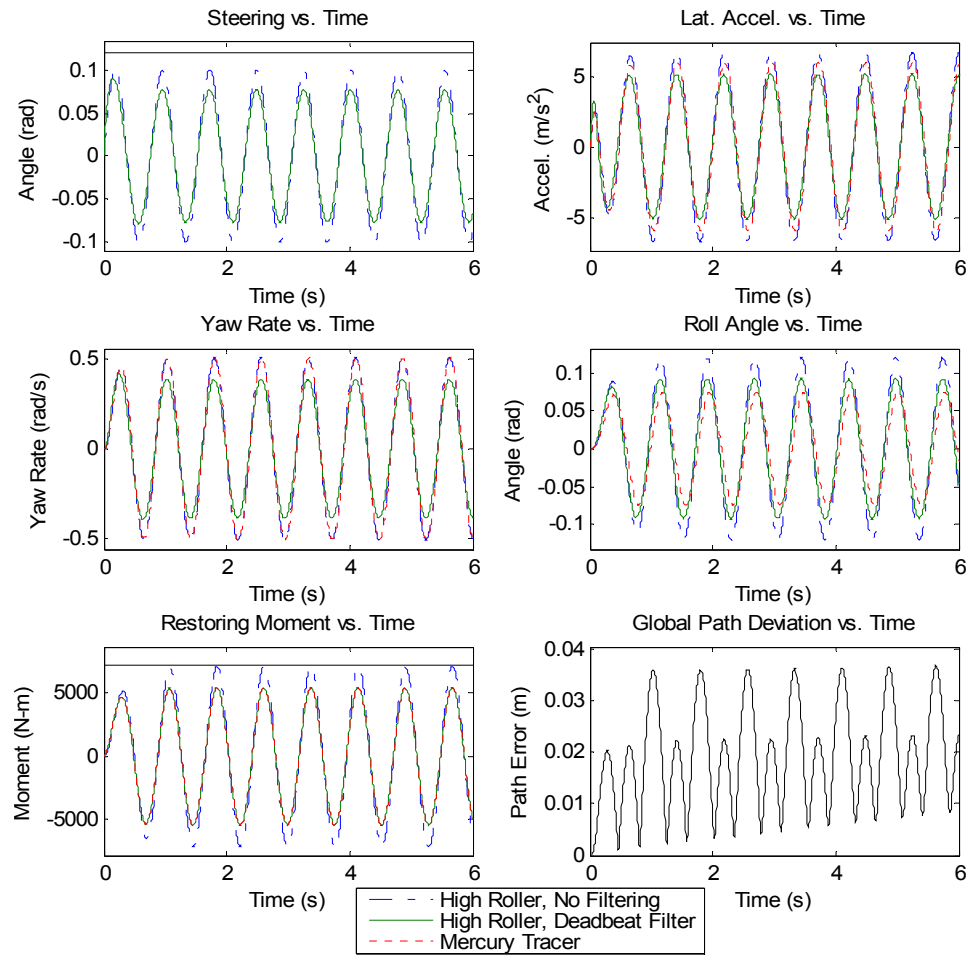 Steering vs. Time
Lat. Accel. vs. Time
0.1
0.05
0
-0.05
-0.1
Angle (rad)
0 2 4 6
Time (s)
5
0
-5
Accel. (m/s²)
0 2 4 6
Time (s)
Yaw Rate vs. Time
Roll Angle vs. Time
0.5
0
-0.5
Yaw Rate (rad/s)
0 2 4 6
Time (s)
0.1
0.05
0
-0.05
-0.1
Angle (rad)
0 2 4 6
Time (s)
Restoring Moment vs. Time
Global Path Deviation vs. Time
5000
0
-5000
Moment (N-m)
0 2 4 6
Time (s)
0.04
0.03
0.02
0.01
0
Path Error (m)
0 2 4 6
Time (s)
High Roller, No Filtering
High Roller, Deadbeat Filter
Mercury Tracer